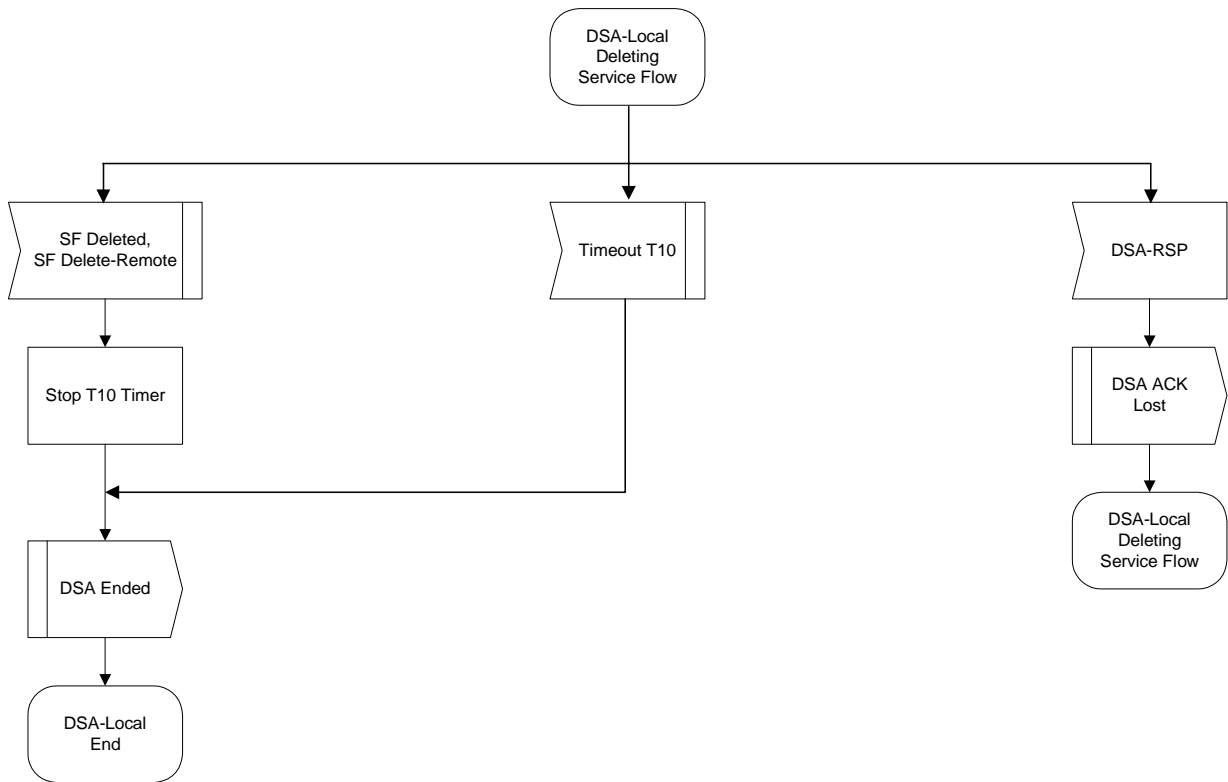 DSA-Local
Deleting
Service Flow
SF Deleted,
SF Delete-Remote
Timeout T10
DSA-RSP
Stop T10 Timer
DSA ACK
Lost
DSA-Local
Deleting
Service Flow
DSA Ended
DSA-Local
End